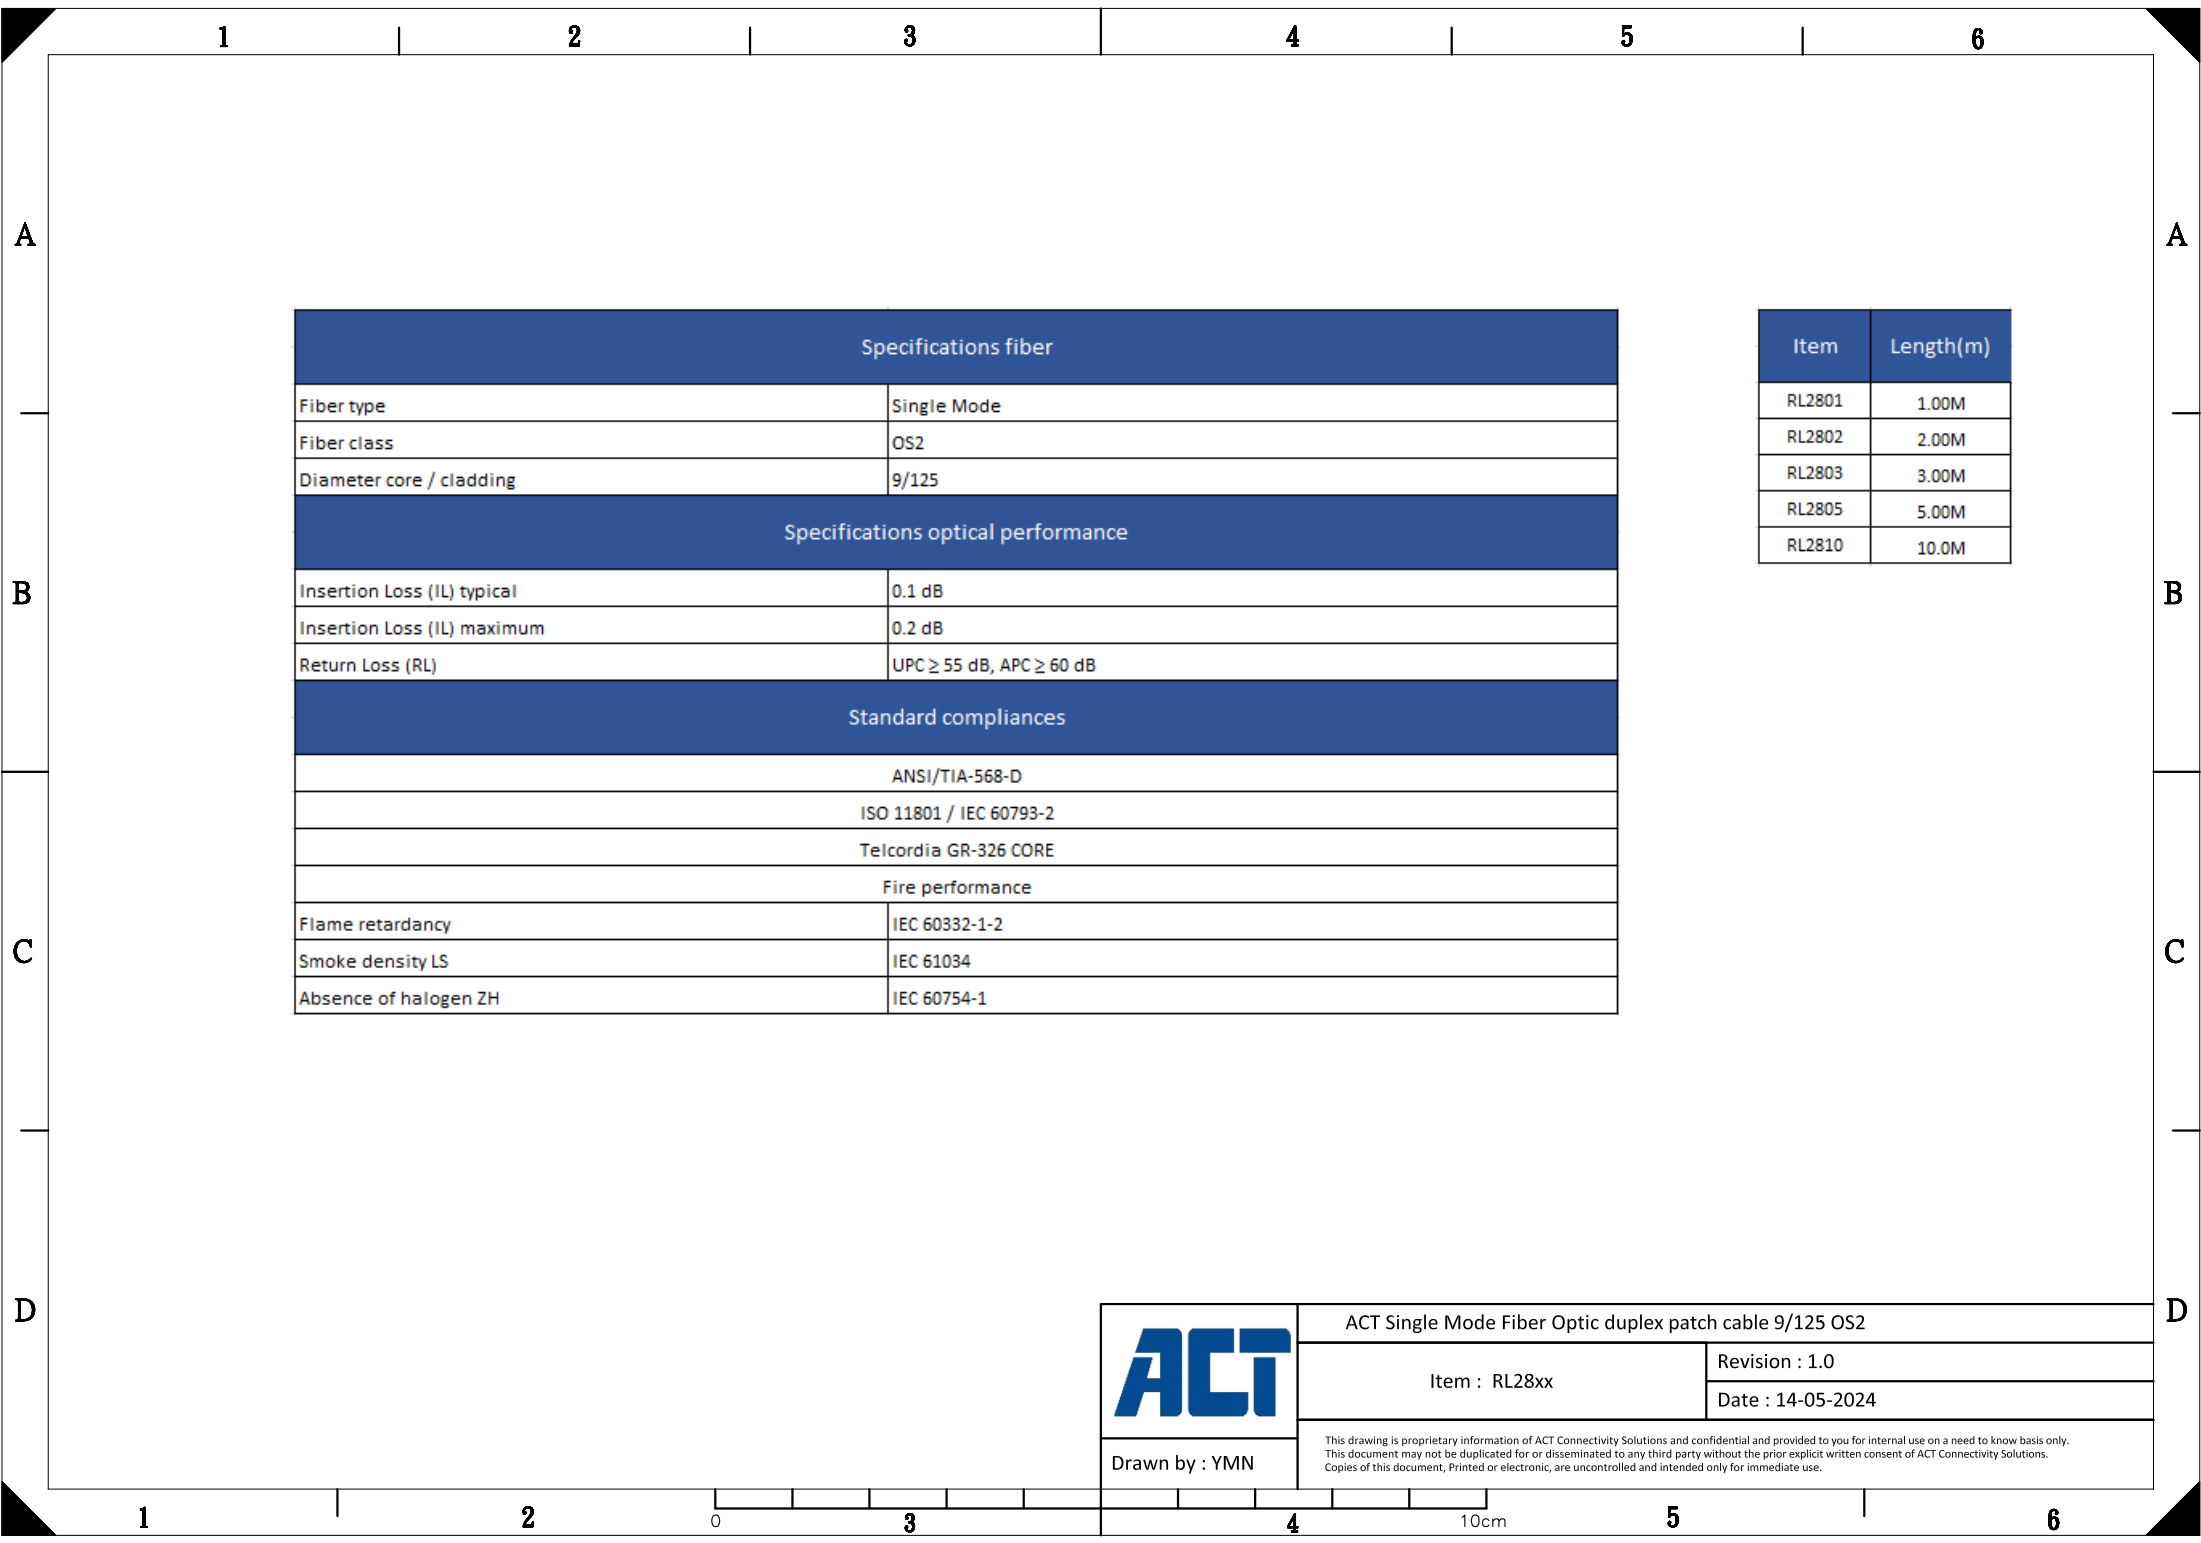 1 2 3 4 5 6
A A
Specifications fiber
Fiber type Single Mode
Fiber class OS2
Diameter core / cladding 9/125
Specifications optical performance
Insertion Loss (IL) typical 0.1 dB
Insertion Loss (IL) maximum 0.2 dB
Return Loss (RL) UPC ≥ 55 dB, APC ≥ 60 dB
Standard compliances
ANSI/TIA-568-D
ISO 11801 / IEC 60793-2
Telcordia GR-326 CORE
Fire performance
Flame retardancy IEC 60332-1-2
Smoke density LS IEC 61034
Absence of halogen ZH IEC 60754-1
Item Length(m)
RL2801 1.00M
RL2802 2.00M
RL2803 3.00M
RL2805 5.00M
RL2810 10.0M
B B
C C
D D
ACT
Drawn by : YMN
ACT Single Mode Fiber Optic duplex patch cable 9/125 OS2
Item : RL28xx
Revision : 1.0
Date : 14-05-2024
This drawing is proprietary information of ACT Connectivity Solutions and confidential and provided to you for internal use on a need to know basis only.
This document may not be duplicated for or disseminated to any third party without the prior explicit written consent of ACT Connectivity Solutions.
Copies of this document, Printed or electronic, are uncontrolled and intended only for immediate use.
0 10cm
1 2 3 4 5 6